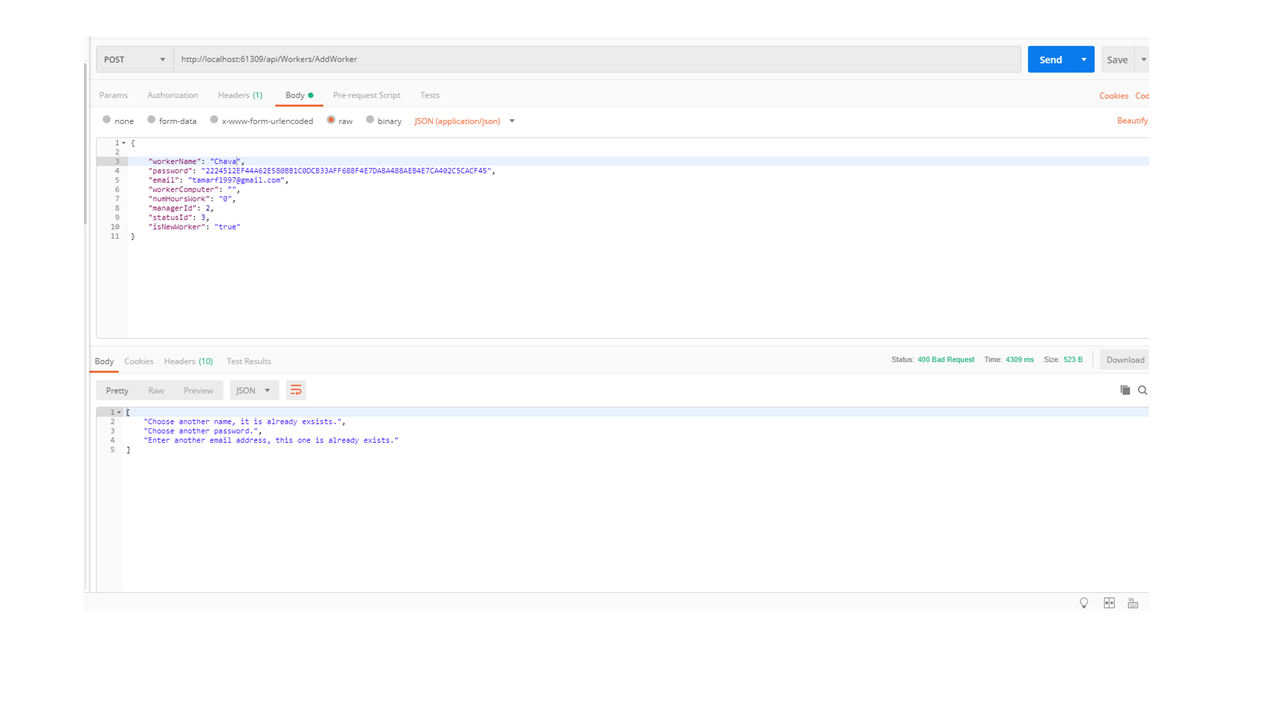 POST http://localhost:61309/api/Workers/AddWorker Send Save
Params Authorization Headers (1) Body Pre-request Script Tests Cookies Cod
none form-data x-www-form-urlencoded raw binary JSON (application/json) Beautify
1 {
2
3 "workerName": "Chava",
4 "password": "2224512EF44A62E580BB1C0DCB33AFF688F4E7DA8A488AEB4E7CA402C5CACF45",
5 "email": "tamarf1997@gmail.com",
6 "workerComputer": "",
7 "numHoursWork": "0",
8 "managerId": 2,
9 "statusId": 3,
10 "isNewWorker": "true"
11 }
Body Cookies Headers (10) Test Results Status: 400 Bad Request Time: 4309 ms Size: 523 B Download
Pretty Raw Preview JSON
1 [
2 "Choose another name, it is already exsists.",
3 "Choose another password.",
4 "Enter another email address, this one is already exists."
5 ]